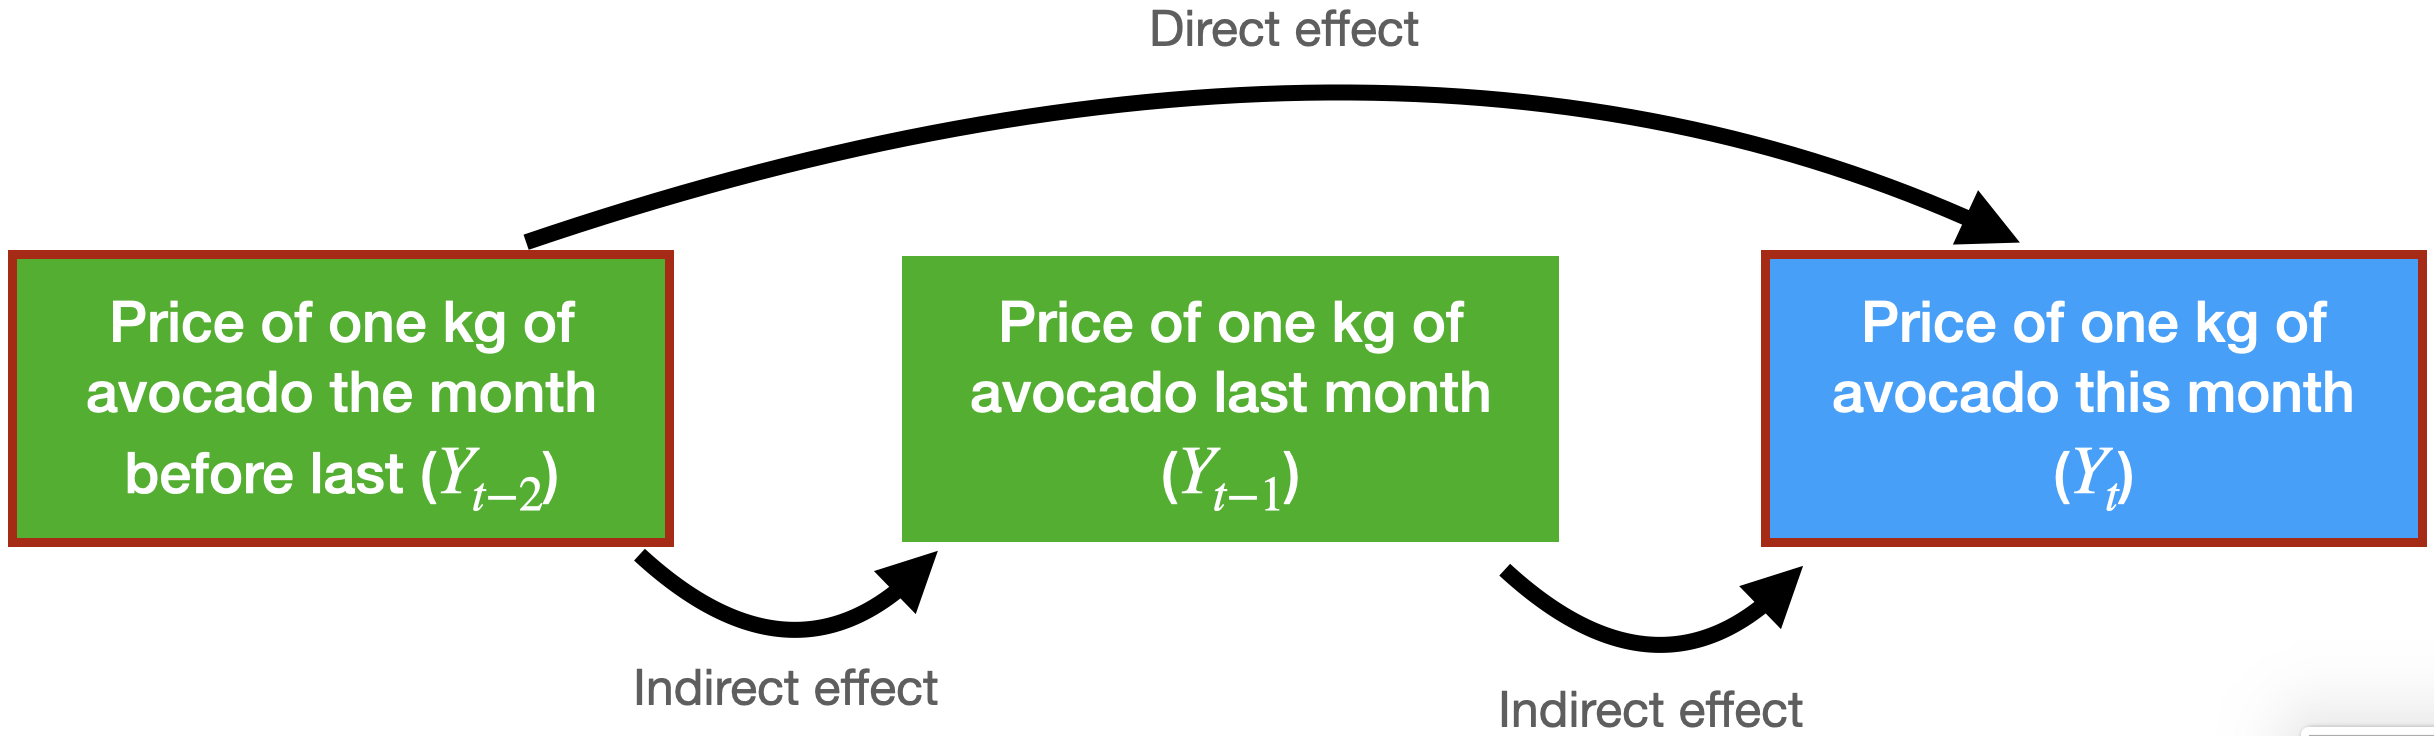 Direct effect
Price of one kg of
avocado the month
before last (Y_{t−2})
Price of one kg of
avocado last month
(Y_{t−1})
Price of one kg of
avocado this month
(Y_t)
Indirect effect
Indirect effect